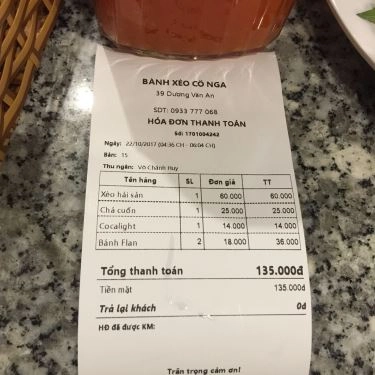 BÁNH XÈO CÔ NGA
39 Dương Văn An
SDT: 0933 777 068
HÓA ĐƠN THANH TOÁN
Số: 1701004242
Ngày: 22/10/2017 (04:36 CH - 06:04 CH)
Bàn: 15
Thu ngân: Võ Chánh Huy
Tên hàng SL Đơn giá TT
Xèo hải sản 1 60.000 60.000
Chả cuốn 1 25.000 25.000
Cocalight 1 14.000 14.000
Bánh Flan 2 18.000 36.000
Tổng thanh toán 135.000đ
Tiền mặt 135.000đ
Trả lại khách 0đ
HĐ đã được KM:
Trân trọng cảm ơn!